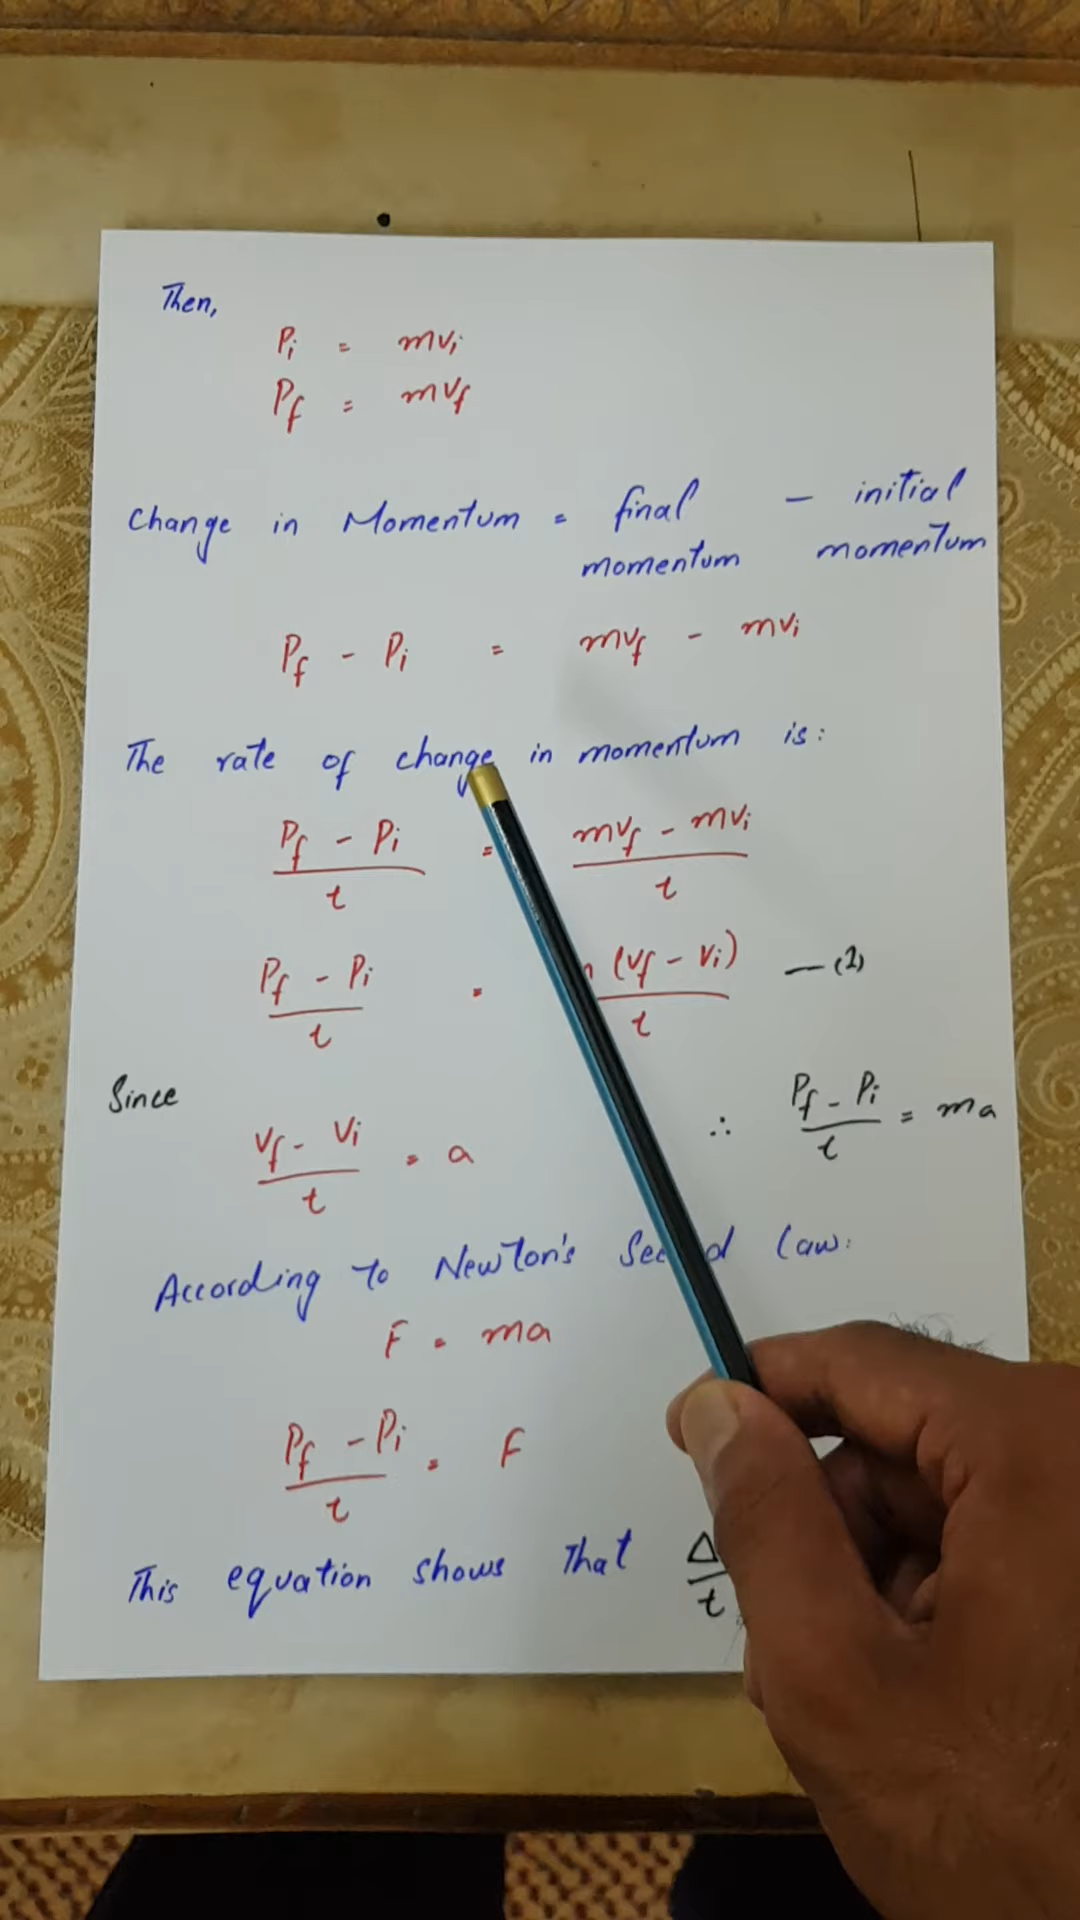 Then,
Pi = mvi
Pf = mvf
Change in Momentum = final momentum - initial momentum
Pf - Pi = mvf - mvi
The rate of change in momentum is:
Pf - Pi / t = mvf - mvi / t
Pf - Pi / t = (vf - vi) / t — (1)
Since
vf - vi / t = a ∴ Pf - Pi / t = ma
According to Newton's Second Law:
F = ma
Pf - Pi / t = F
This equation shows that Δ / t